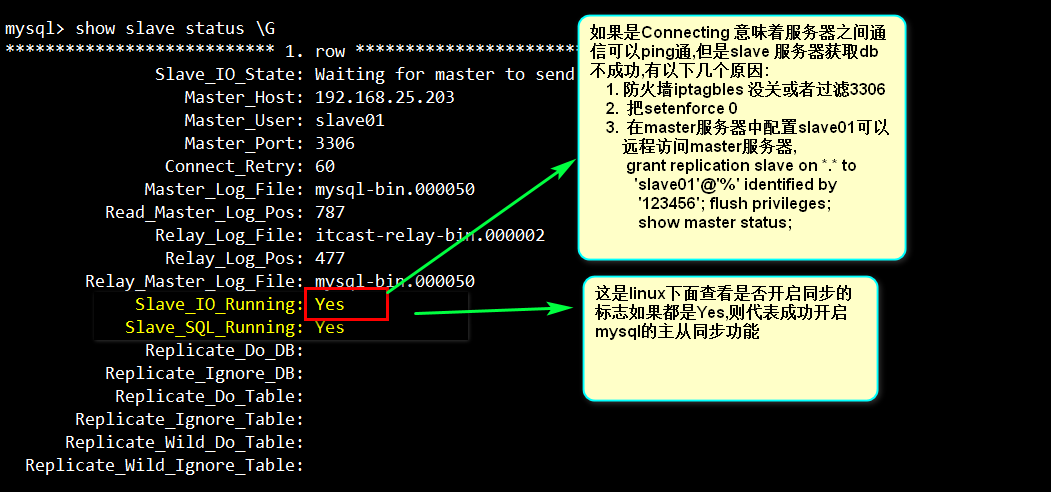 mysql> show slave status \G
*************************** 1. row ************************
Slave_IO_State: Waiting for master to send
Master_Host: 192.168.25.203
Master_User: slave01
Master_Port: 3306
Connect_Retry: 60
Master_Log_File: mysql-bin.000050
Read_Master_Log_Pos: 787
Relay_Log_File: itcast-relay-bin.000002
Relay_Log_Pos: 477
Relay_Master_Log_File: mysql-bin.000050
Slave_IO_Running: Yes
Slave_SQL_Running: Yes
Replicate_Do_DB:
Replicate_Ignore_DB:
Replicate_Do_Table:
Replicate_Ignore_Table:
Replicate_Wild_Do_Table:
Replicate_Wild_Ignore_Table:
如果是Connecting 意味着服务器之间通
信可以ping通,但是slave 服务器获取db
不成功,有以下几个原因:
1. 防火墙iptagbles 没关或者过滤3306
2. 把setenforce 0
3. 在master服务器中配置slave01可以
远程访问master服务器,
grant replication slave on *.* to
'slave01'@'%' identified by
'123456'; flush privileges;
show master status;
这是linux下面查看是否开启同步的
标志如果都是Yes,则代表成功开启
mysql的主从同步功能